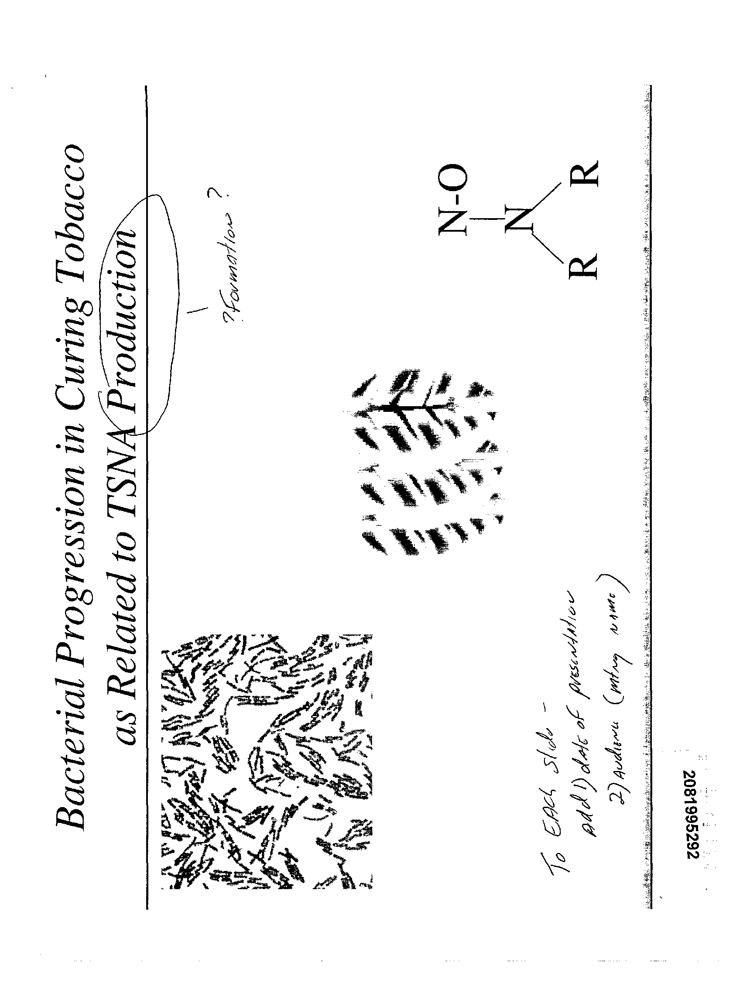 Bacterial Progression in Curing Tobacco
as Related to TSNA Production
? Formation ?
N-O
N
R R
To EAch slide -
Add 1) date of presentation
2) Audience (mtng name)
2081995292